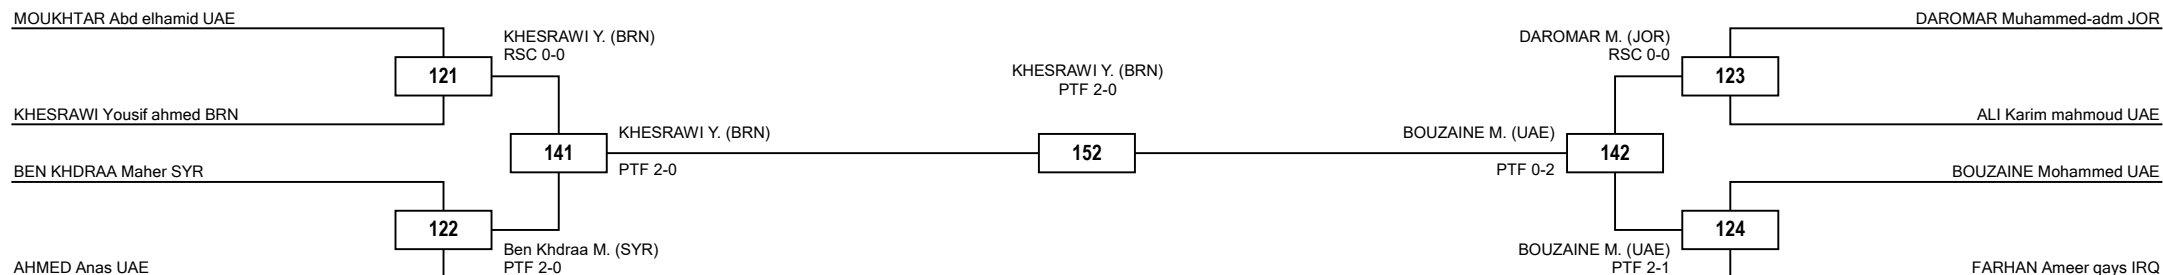 MOUKHTAR Abd elhamid UAE
KHESRAWI Y. (BRN)
RSC 0-0
121
KHESRAWI Yousif ahmed BRN
141
KHESRAWI Y. (BRN)
PTF 2-0
BEN KHDRAA Maher SYR
122
Ben Khdraa M. (SYR)
PTF 2-0
AHMED Anas UAE
KHESRAWI Y. (BRN)
PTF 2-0
152
DAROMAR Muhammed-adm JOR
DAROMAR M. (JOR)
RSC 0-0
123
ALI Karim mahmoud UAE
BOUZAINE M. (UAE)
142
PTF 0-2
BOUZAINE Mohammed UAE
124
BOUZAINE M. (UAE)
PTF 2-1
FARHAN Ameer qays IRQ